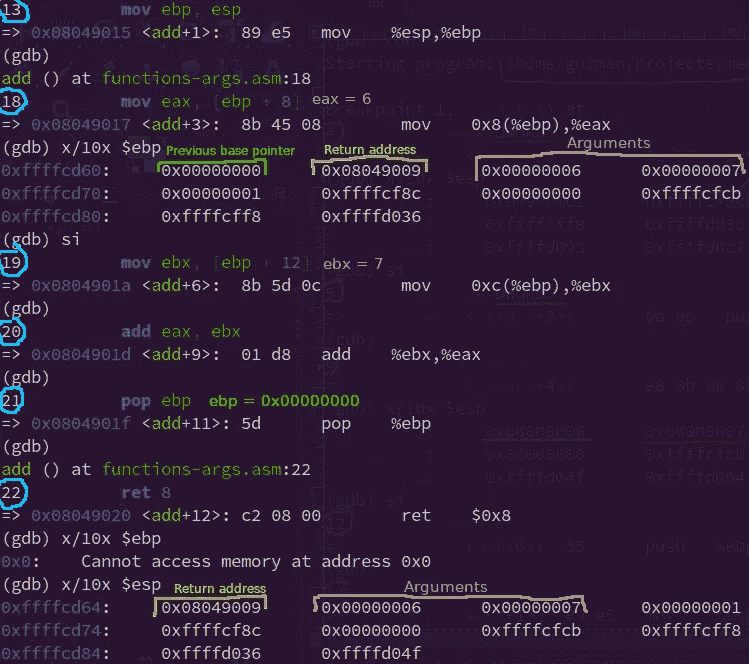 13 mov ebp, esp
=> 0x08049015 <add+1>: 89 e5 mov %esp,%ebp
(gdb)
add () at functions-args.asm:18
18 mov eax, [ebp + 8] eax = 6
=> 0x08049017 <add+3>: 8b 45 08 mov 0x8(%ebp),%eax
(gdb) x/10x $ebp Previous base pointer Return address Arguments
0xffffcd60: 0x00000000 0x08049009 0x00000006 0x00000007
0xffffcd70: 0x00000001 0xffffcf8c 0x00000000 0xffffcfcb
0xffffcd80: 0xffffcff8 0xffffd036
(gdb) si
19 mov ebx, [ebp + 12] ebx = 7
=> 0x0804901a <add+6>: 8b 5d 0c mov 0xc(%ebp),%ebx
(gdb)
20 add eax, ebx
=> 0x0804901d <add+9>: 01 d8 add %ebx,%eax
(gdb)
21 pop ebp ebp = 0x00000000
=> 0x0804901f <add+11>: 5d pop %ebp
(gdb)
add () at functions-args.asm:22
22 ret 8
=> 0x08049020 <add+12>: c2 08 00 ret $0x8
(gdb) x/10x $ebp
0x0: Cannot access memory at address 0x0
(gdb) x/10x $esp Return address Arguments
0xffffcd64: 0x08049009 0x00000006 0x00000007 0x00000001
0xffffcd74: 0xffffcf8c 0x00000000 0xffffcfcb 0xffffcff8
0xffffcd84: 0xffffd036 0xffffd04f